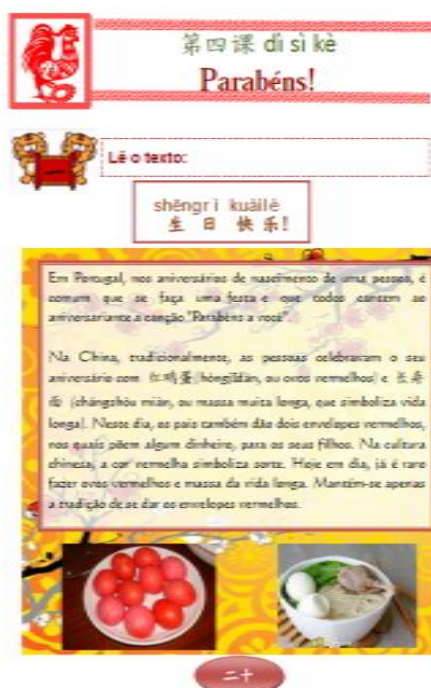 第四课 dì sì kè
Parabéns!
Lê o texto:
shēngrì kuàilè
生日快乐!
Em Portugal, nos aniversários de nascimento de uma pessoa, é
comum que se faça uma festa e que todos cantem ao
aniversariante a canção "Parabéns a você".
Na China, tradicionalmente, as pessoas celebravam o seu
aniversário com 红鸡蛋(hóngjīdàn, ou ovos vermelhos) e 长寿
面 (chángshòu miàn, ou massa muita longa, que simboliza vida
longa). Neste dia, os pais também dão dois envelopes vermelhos,
nos quais põem algum dinheiro, para os seus filhos. Na cultura
chinesa, a cor vermelha simboliza sorte. Hoje em dia, já é raro
fazer ovos vermelhos e massa da vida longa. Mantém-se apenas
a tradição de se dar os envelopes vermelhos.
二十